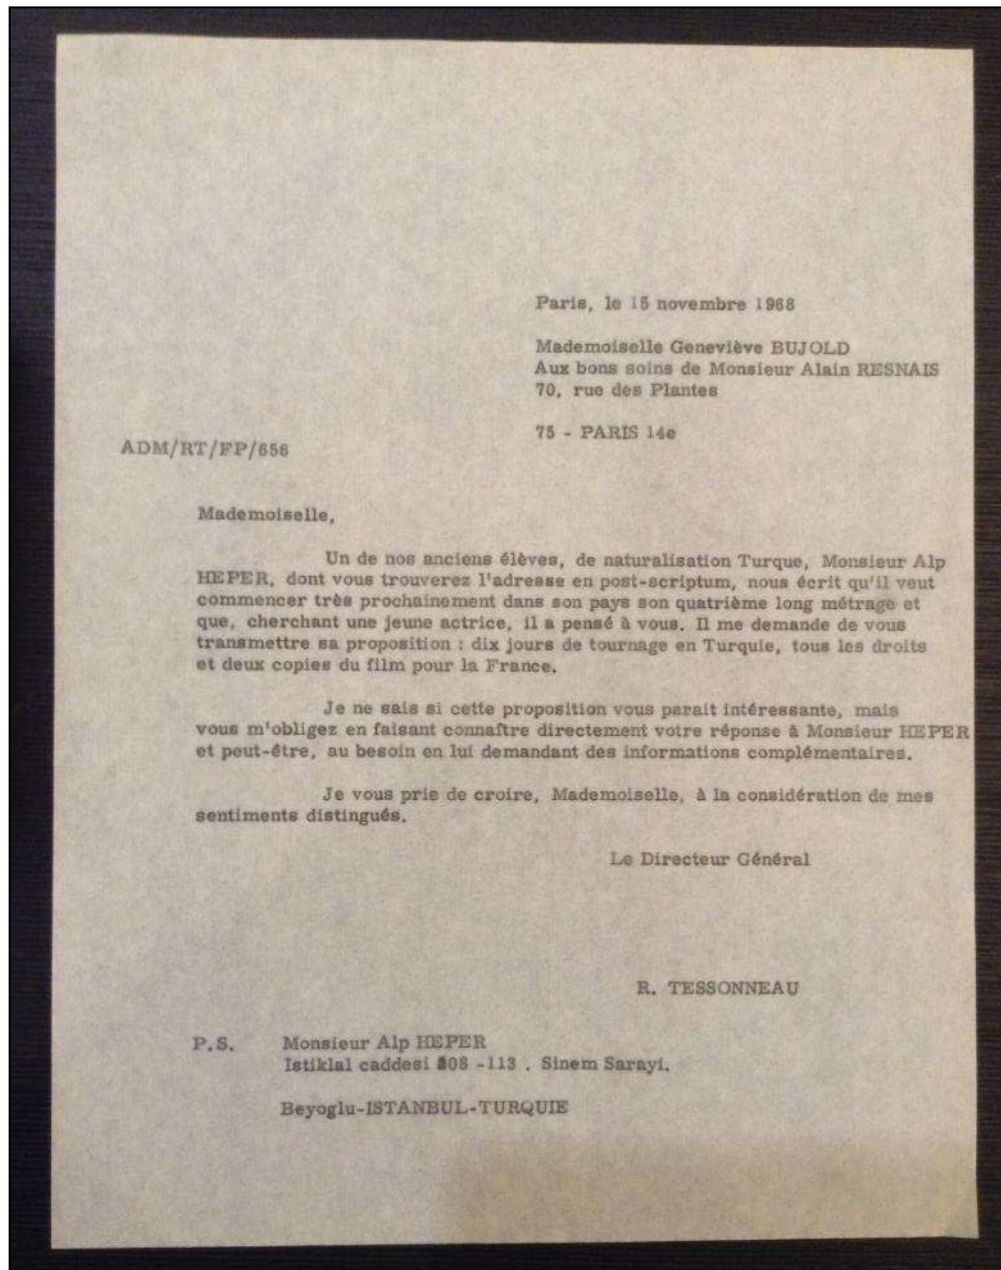 Paris, le 15 novembre 1968
Mademoiselle Geneviève BUJOLD
Aux bons soins de Monsieur Alain RESNAIS
70, rue des Plantes
75 - PARIS 14e
ADM/RT/FP/656
Mademoiselle,
Un de nos anciens élèves, de naturalisation Turque, Monsieur Alp
HEPER, dont vous trouverez l'adresse en post-scriptum, nous écrit qu'il veut
commencer très prochainement dans son pays son quatrième long métrage et
que, cherchant une jeune actrice, il a pensé à vous. Il me demande de vous
transmettre sa proposition : dix jours de tournage en Turquie, tous les droits
et deux copies du film pour la France.
Je ne sais si cette proposition vous parait intéressante, mais
vous m'obligez en faisant connaître directement votre réponse à Monsieur HEPER
et peut-être, au besoin en lui demandant des informations complémentaires.
Je vous prie de croire, Mademoiselle, à la considération de mes
sentiments distingués.
Le Directeur Général
R. TESSONNEAU
P.S. Monsieur Alp HEPER
Istiklal caddesi -113 . Sinem Sarayi.
Beyoglu-ISTANBUL-TURQUIE